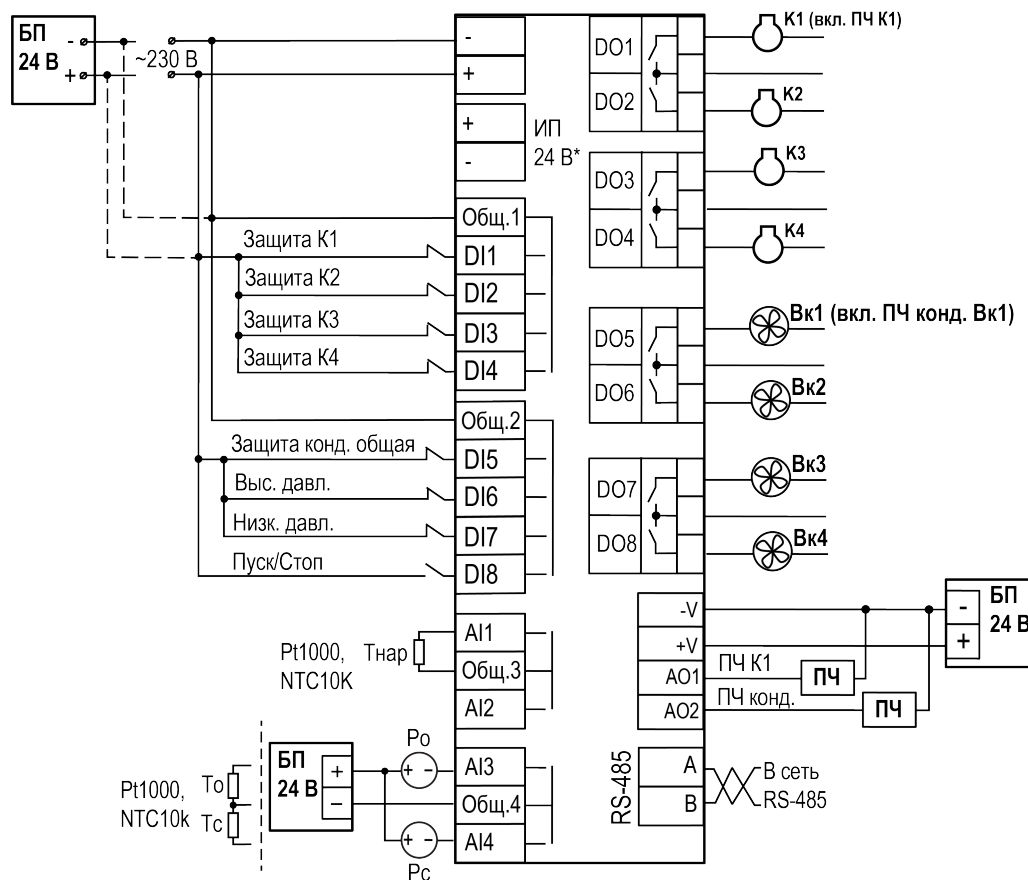 БП
24 В
-
+
~230 В
-
+
+
-
ИП
24 В*
Общ.1
Защита К1
DI1
Защита К2
DI2
Защита К3
DI3
Защита К4
DI4
Общ.2
Защита конд. общая
DI5
Выс. давл.
DI6
Низк. давл.
DI7
Пуск/Стоп
DI8
Pt1000,
NTC10K
Тнар
AI1
Общ.3
AI2
Pt1000,
NTC10k
То
Тс
БП
24 В
+
–
Ро
+ -
AI3
Общ.4
+ -
AI4
Рс
DO1
DO2
К1 (вкл. ПЧ К1)
К2
DO3
DO4
К3
К4
DO5
DO6
Вк1 (вкл. ПЧ конд. Вк1)
Вк2
DO7
DO8
Вк3
Вк4
-V
+V
AO1
AO2
ПЧ К1
ПЧ
ПЧ конд.
ПЧ
-
+
БП
24 В
RS-485
A
B
В сеть
RS-485